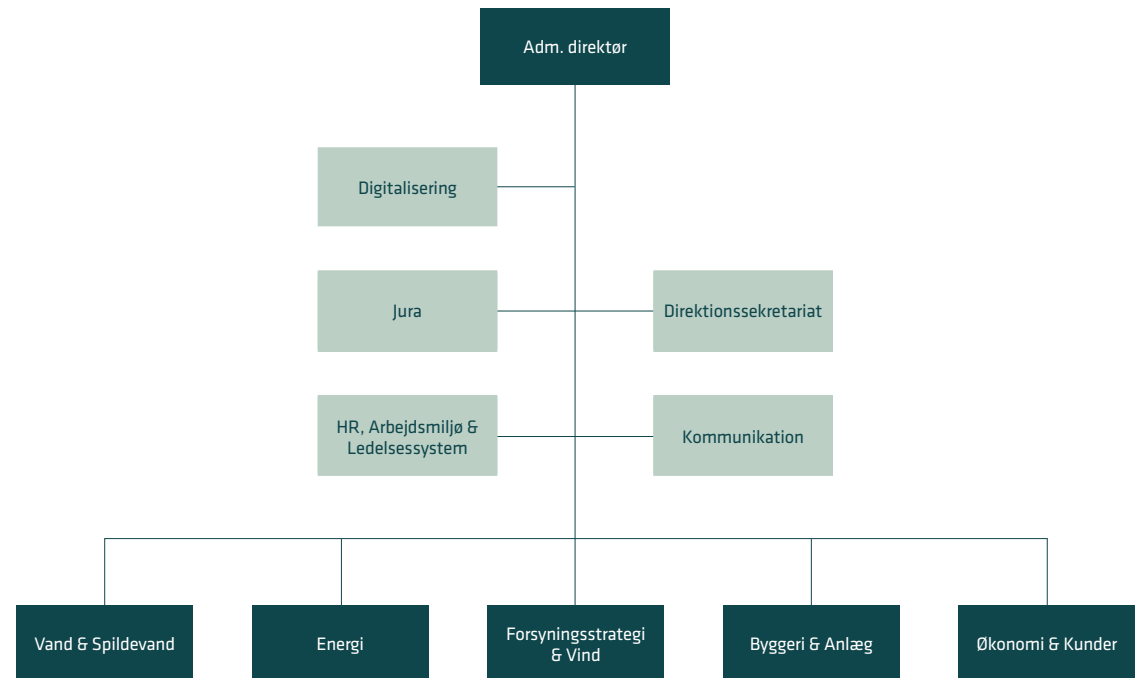 Adm. direktør
Digitalisering
Jura
Direktionssekretariat
HR, Arbejdsmiljø &
Ledelsessystem
Kommunikation
Vand & Spildevand
Energi
Forsyningsstrategi
& Vind
Byggeri & Anlæg
Økonomi & Kunder